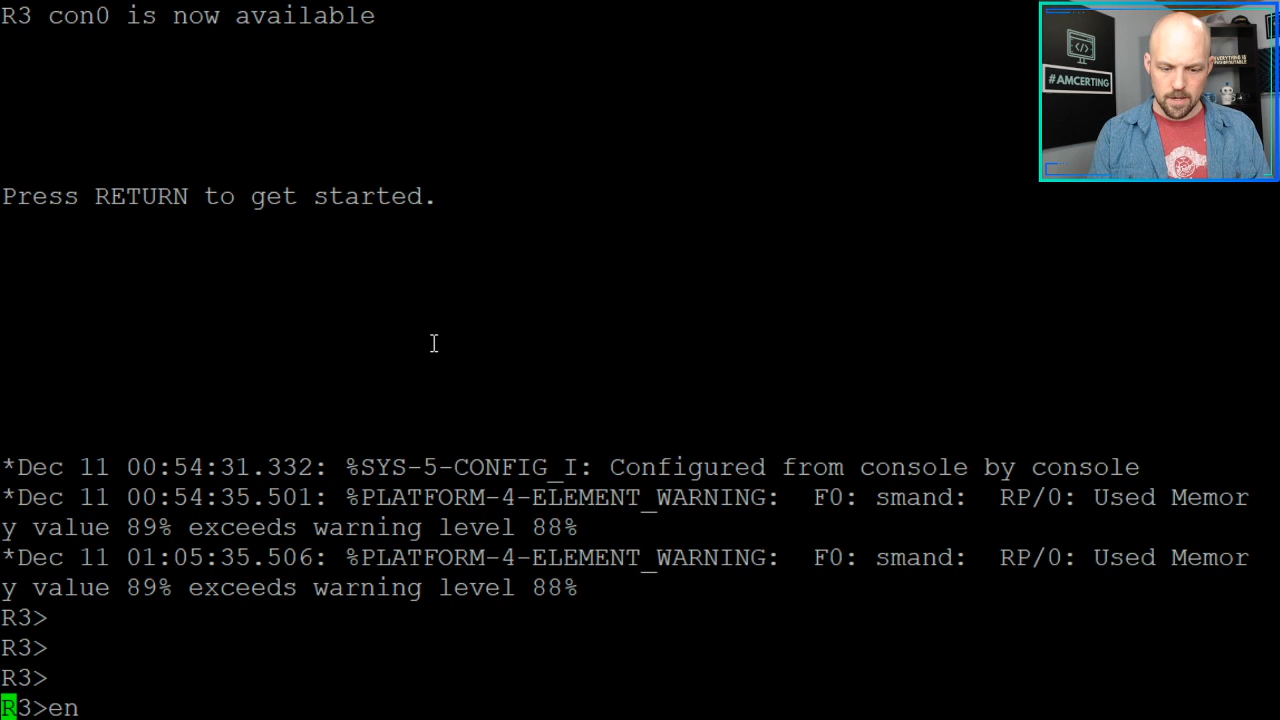 R3 con0 is now available
#AMCERTING
Press RETURN to get started.
*Dec 11 00:54:31.332: %SYS-5-CONFIG_I: Configured from console by console
*Dec 11 00:54:35.501: %PLATFORM-4-ELEMENT_WARNING:  F0: smand:  RP/0: Used Memor
y value 89% exceeds warning level 88%
*Dec 11 01:05:35.506: %PLATFORM-4-ELEMENT_WARNING:  F0: smand:  RP/0: Used Memor
y value 89% exceeds warning level 88%
R3>
R3>
R3>
R3>en